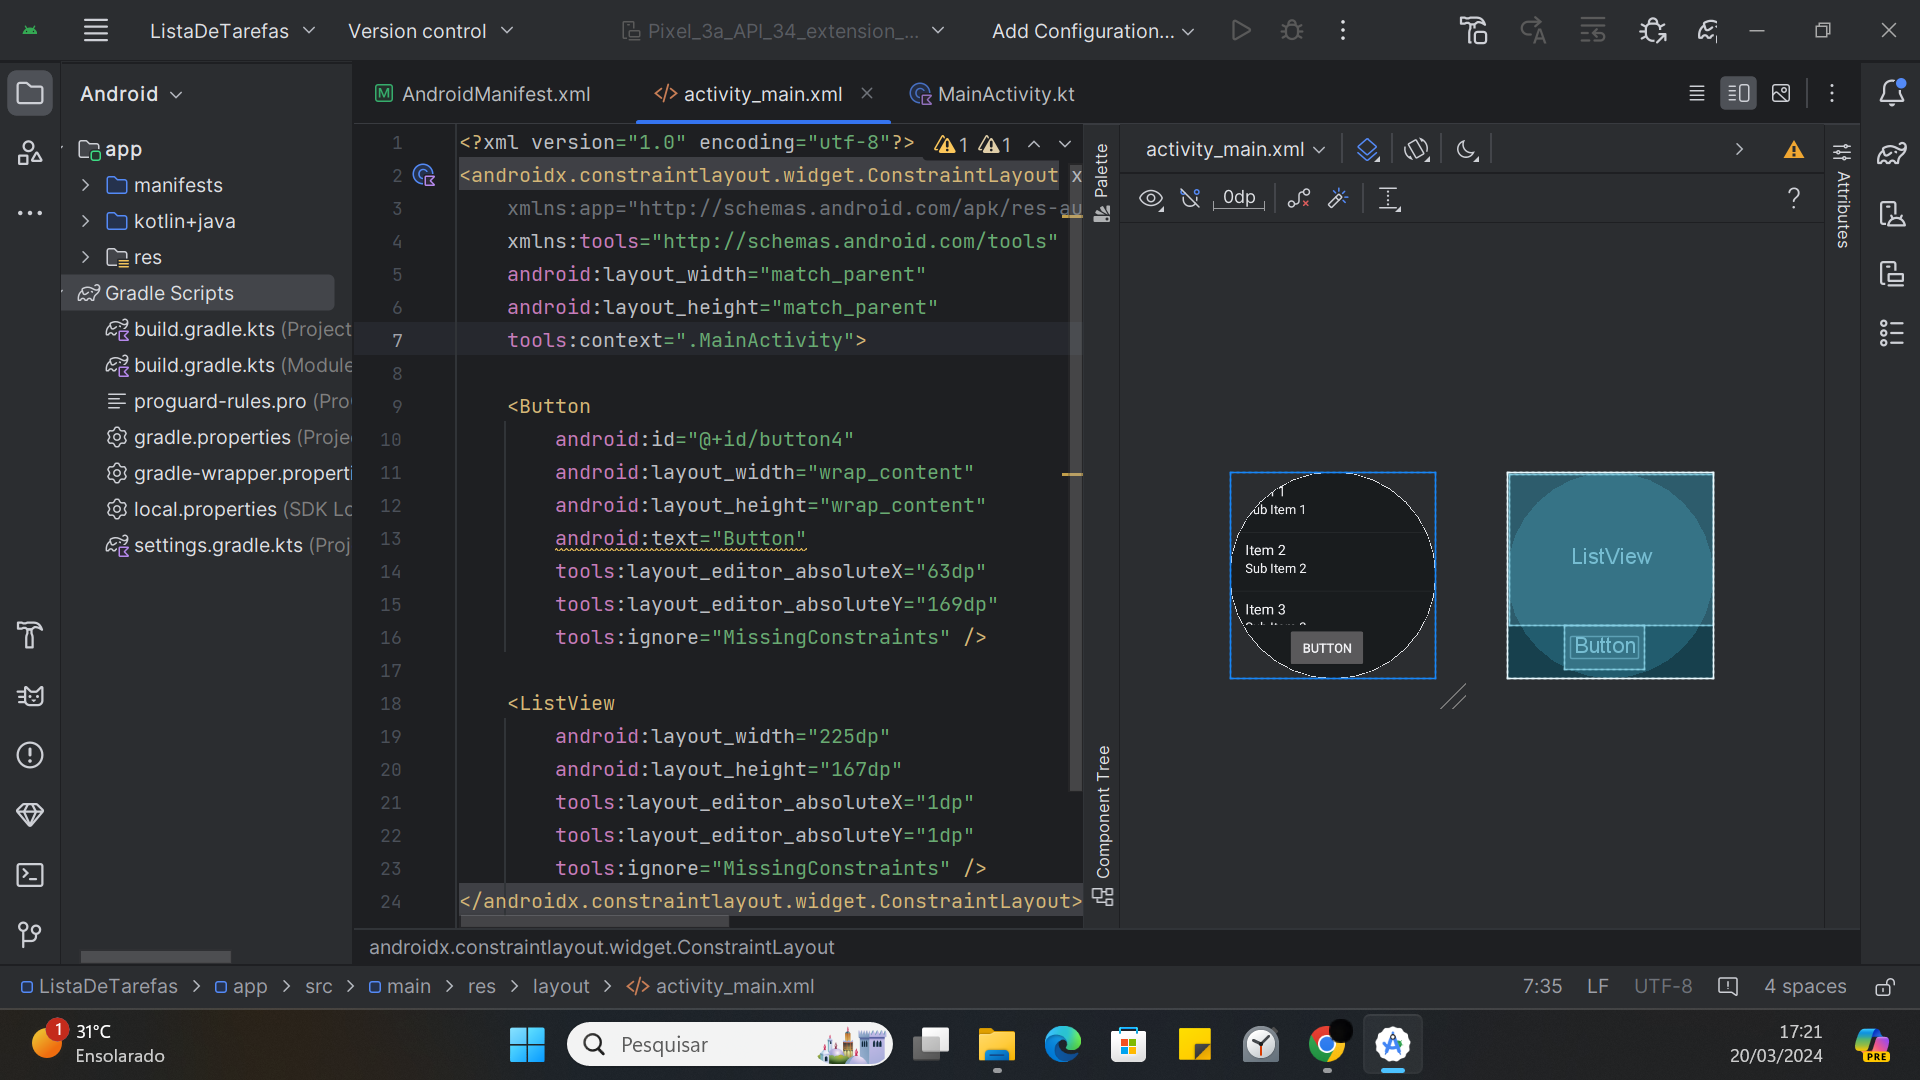 ListaDeTarefas
Version control
Pixel_3a_API_34_extension_...
Add Configuration...
Android
AndroidManifest.xml
activity_main.xml
MainActivity.kt
app
manifests
kotlin+java
res
Gradle Scripts
build.gradle.kts (Project
build.gradle.kts (Module
proguard-rules.pro (Pro
gradle.properties (Proje
gradle-wrapper.properti
local.properties (SDK Lo
settings.gradle.kts (Proj
1 <?xml version="1.0" encoding="utf-8"?>
1 1
2 <androidx.constraintlayout.widget.ConstraintLayout x
3 xmlns:app="http://schemas.android.com/apk/res-au
4 xmlns:tools="http://schemas.android.com/tools"
5 android:layout_width="match_parent"
6 android:layout_height="match_parent"
7 tools:context=".MainActivity">
8
9 <Button
10 android:id="@+id/button4"
11 android:layout_width="wrap_content"
12 android:layout_height="wrap_content"
13 android:text="Button"
14 tools:layout_editor_absoluteX="63dp"
15 tools:layout_editor_absoluteY="169dp"
16 tools:ignore="MissingConstraints" />
17
18 <ListView
19 android:layout_width="225dp"
20 android:layout_height="167dp"
21 tools:layout_editor_absoluteX="1dp"
22 tools:layout_editor_absoluteY="1dp"
23 tools:ignore="MissingConstraints" />
24 </androidx.constraintlayout.widget.ConstraintLayout>
androidx.constraintlayout.widget.ConstraintLayout
Palette
Component Tree
activity_main.xml
0dp
?
Attributes
1
ub Item 1
Item 2
Sub Item 2
Item 3
BUTTON
ListView
Button
ListaDeTarefas > app > src > main > res > layout > activity_main.xml
7:35
LF
UTF-8
4 spaces
1
31°C
Ensolarado
Pesquisar
17:21
20/03/2024
PRE